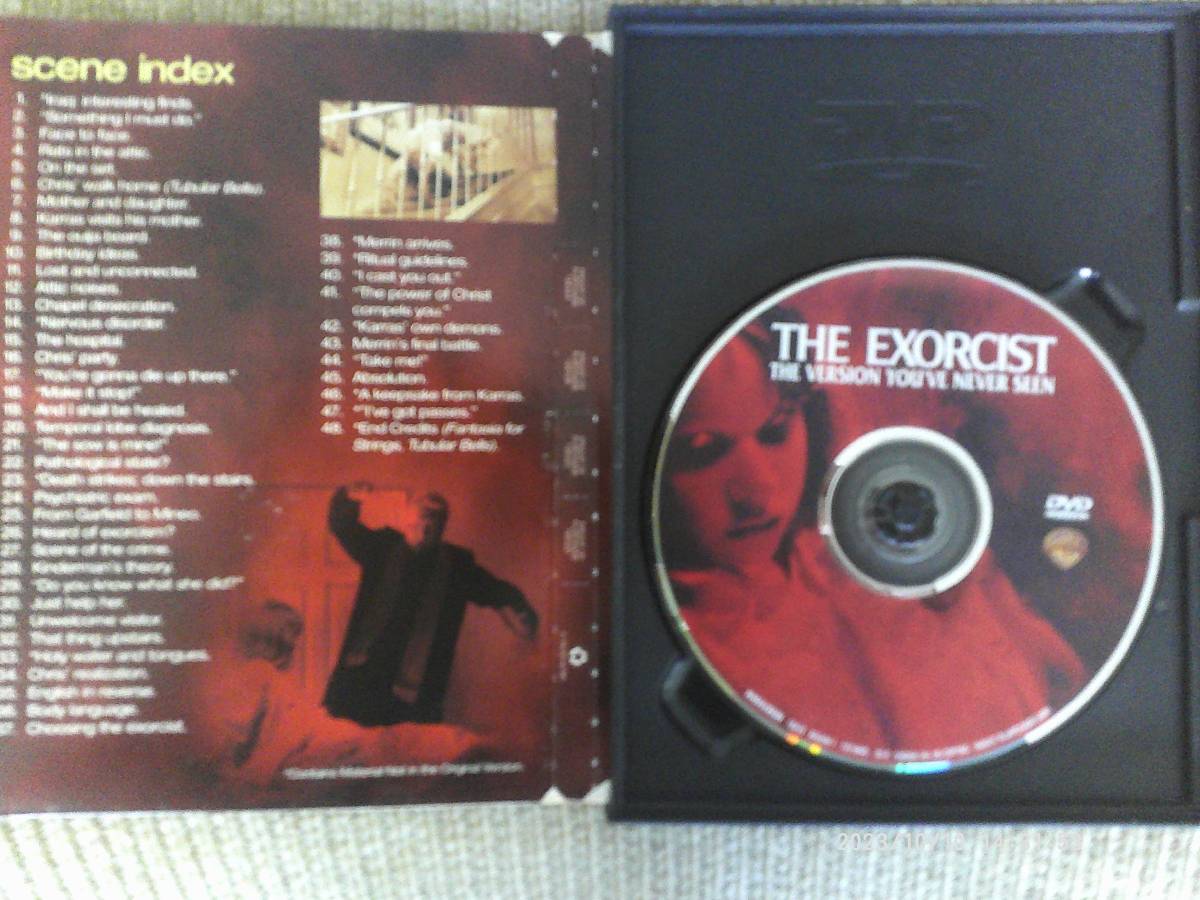 scene index
1. *Iraq: interesting finds.
2. *"Something I must do."
3. Face to face.
4. Rats in the attic.
5. On the set.
6. Chris' walk home (Tubular Bells).
7. Mother and daughter.
8. Karras visits his mother.
9. The ouija board.
10. Birthday ideas.
11. Lost and unconnected.
12. Attic noises.
13. Chapel desecration.
14. *Nervous disorder.
15. The hospital.
16. Chris' party.
17. *"You're gonna die up there."
18. *"Make it stop!"
19. And I shall be healed.
20. Temporal lobe diagnosis.
21. "The sow is mine!"
22. Pathological state?
23. *Death strikes; down the stairs.
24. Psychiatric exam.
25. From Garfield to Mineo.
26. Heard of exorcism?
27. Scene of the crime.
28. Kinderman's theory.
29. "Do you know what she did?"
30. Just help her.
31. Unwelcome visitor.
32. That thing upstairs.
33. *Holy water and tongues.
34. Chris' realization.
35. English in reverse.
36. Body language.
37. Choosing the exorcist.
38. *Merrin arrives.
39. *Ritual guidelines.
40. "I cast you out."
41. *"The power of Christ
compels you."
42. *Karras' own demons.
43. Merrin's final battle.
44. "Take me!"
45. Absolution.
46. *A keepsake from Karras.
47. *"I've got passes."
48. *End Credits (Fantasia for
Strings, Tubular Bells).
*Contains Material Not in the Original Version
THE EXORCIST
THE VERSION YOU'VE NEVER SEEN
DVD
2023/10/